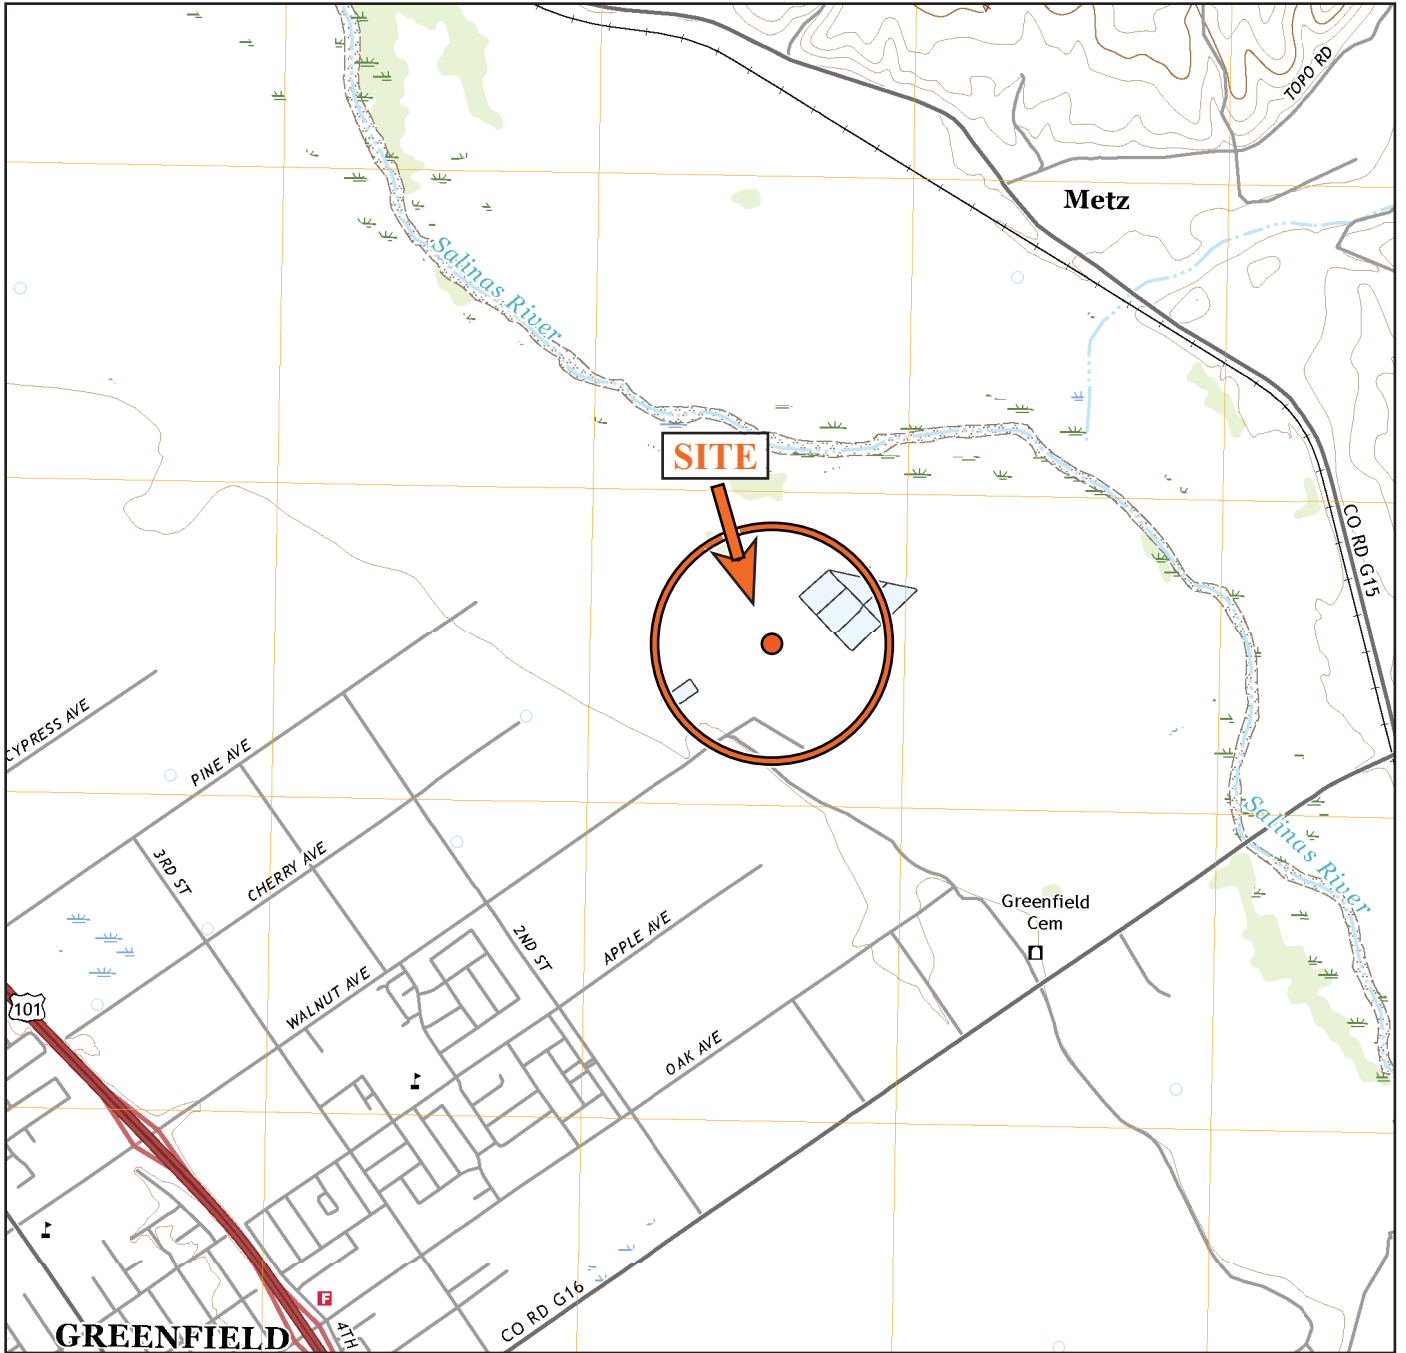 TOPO RD
Metz
Salinas River
SITE
CO RD G15
CYPRESS AVE
PINE AVE
Salinas River
3RD ST
CHERRY AVE
Greenfield
Cem
2ND ST
APPLE AVE
WALNUT AVE
101
OAK AVE
F
CO RD G16
GREENFIELD
4TH